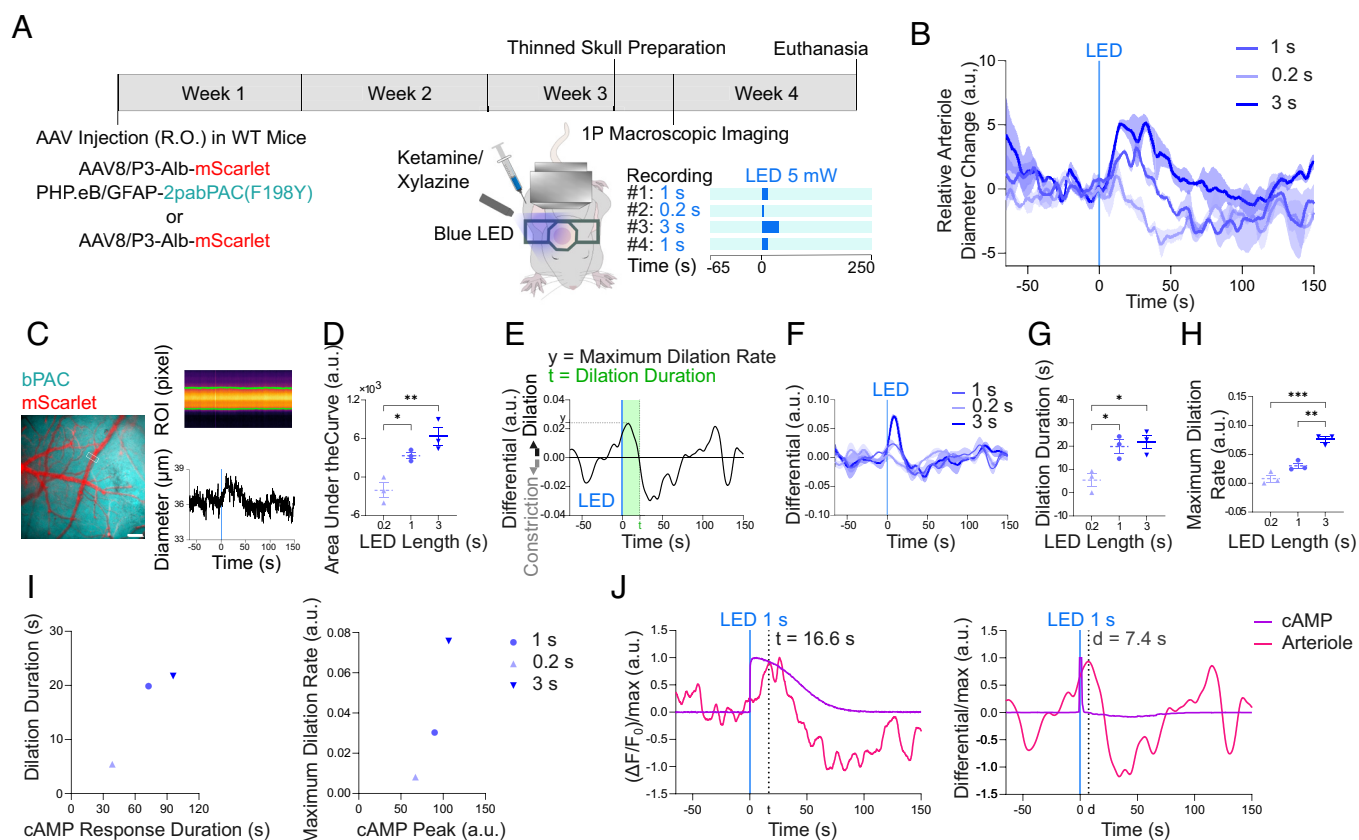 A
Thinned Skull Preparation
Euthanasia
Week 1
Week 2
Week 3
Week 4
AAV Injection (R.O.) in WT Mice
AAV8/P3-Alb-mScarlet
PHP.eB/GFAP-2pabPAC(F198Y)
or
AAV8/P3-Alb-mScarlet
Ketamine/
Xylazine
Blue LED
1P Macroscopic Imaging
Recording LED 5 mW
#1: 1 s
#2: 0.2 s
#3: 3 s
#4: 1 s
Time (s)
-65 0 250
B
LED
1 s
0.2 s
3 s
Relative Arteriole
Diameter Change (a.u,)
10
5
0
-5
-50 0 50 100 150
Time (s)
C
bPAC
mScarlet
ROI (pixel)
Diameter (µm)
39
36
33
-50 0 50 100 150
Time (s)
D
Area Under theCurve (a.u.)
×10³
12
6
0
-6
**
*
0.2 1 3
LED Length (s)
E
y = Maximum Dilation Rate
t = Dilation Duration
Differential (a.u.)
Constriction
Dilation
0.04
y
0.02
0.00
-0.02
-0.04
LED
-50 0 t 50 100 150
Time (s)
F
LED
1 s
0.2 s
3 s
Differential (a.u.)
0.10
0.05
0.00
-0.05
-50 0 50 100 150
Time (s)
G
Dilation Duration (s)
50
40
30
20
10
0
*
*
0.2 1 3
LED Length (s)
H
Maximum Dilation
Rate (a.u.)
0.15
0.10
0.05
0.00
***
**
0.2 1 3
LED Length (s)
I
Dilation Duration (s)
30
20
10
0
0 30 60 90 120
cAMP Response Duration (s)
Maximum Dilation Rate (a.u.)
0.08
0.06
0.04
0.02
0.00
0 50 100 150
cAMP Peak (a.u.)
1 s
0.2 s
3 s
J
LED 1 s
t = 16.6 s
(ΔF/F₀)/max (a.u.)
1.5
1.0
0.5
0.0
-0.5
-1.0
-1.5
-50 0 t 50 100 150
Time (s)
LED 1 s
d = 7.4 s
Differential/max (a.u.)
1.5
1.0
0.5
0.0
-0.5
-1.0
-1.5
-50 0 d 50 100 150
Time (s)
cAMP
Arteriole